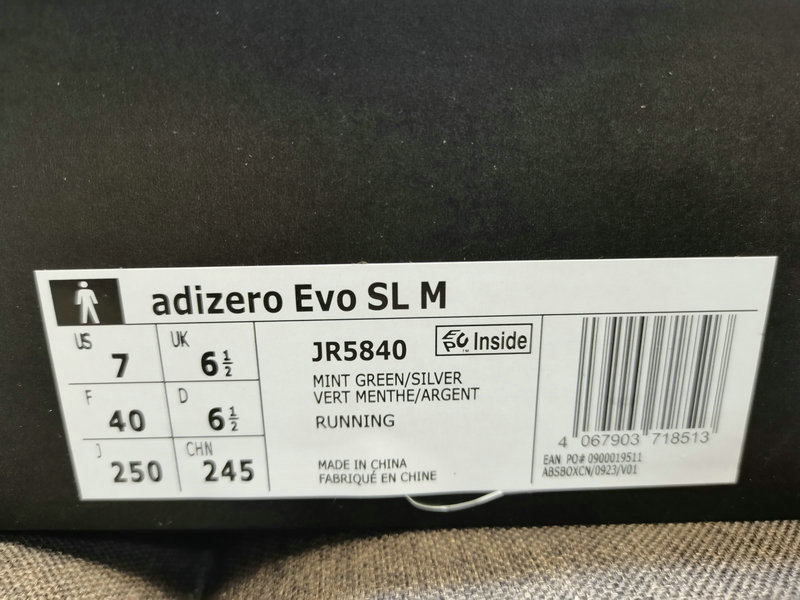 adizero Evo SL M
US 7 UK 6½
F 40 D 6½
J 250 CHN 245
JR5840 EPC™ Inside
MINT GREEN/SILVER
VERT MENTHE/ARGENT
RUNNING
MADE IN CHINA
FABRIQUÉ EN CHINE
4 067903 718513
EAN PO# 0900019511
ABSBOXCN/0923/V01